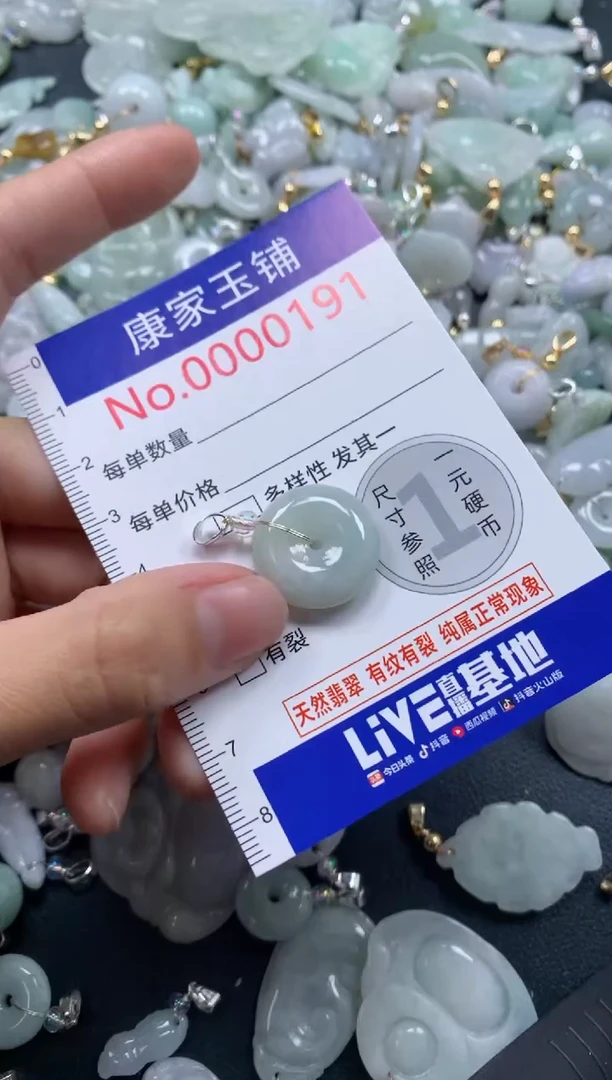 康家玉铺
No.0000191
0
1
每单数量
2
每单价格
3
多样性 发其一
4
一元硬币
1
尺寸参照
有裂
天然翡翠 有纹有裂 纯属正常现象
7
LiVE直播基地
8
今日头条 抖音 西瓜视频 抖音火山版